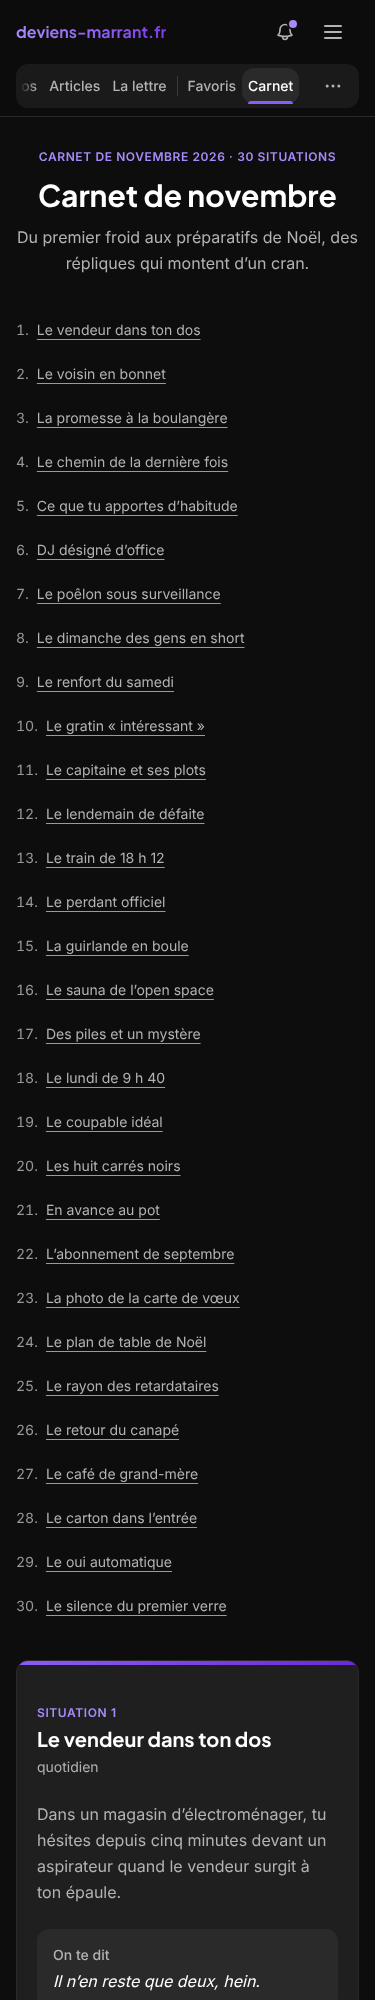 deviens-marrant.fr
os Articles La lettre Favoris Carnet
CARNET DE NOVEMBRE 2026 · 30 SITUATIONS
Carnet de novembre
Du premier froid aux préparatifs de Noël, des
répliques qui montent d’un cran.
1. Le vendeur dans ton dos
2. Le voisin en bonnet
3. La promesse à la boulangère
4. Le chemin de la dernière fois
5. Ce que tu apportes d’habitude
6. DJ désigné d’office
7. Le poêlon sous surveillance
8. Le dimanche des gens en short
9. Le renfort du samedi
10. Le gratin « intéressant »
11. Le capitaine et ses plots
12. Le lendemain de défaite
13. Le train de 18 h 12
14. Le perdant officiel
15. La guirlande en boule
16. Le sauna de l’open space
17. Des piles et un mystère
18. Le lundi de 9 h 40
19. Le coupable idéal
20. Les huit carrés noirs
21. En avance au pot
22. L’abonnement de septembre
23. La photo de la carte de vœux
24. Le plan de table de Noël
25. Le rayon des retardataires
26. Le retour du canapé
27. Le café de grand-mère
28. Le carton dans l’entrée
29. Le oui automatique
30. Le silence du premier verre
SITUATION 1
Le vendeur dans ton dos
quotidien
Dans un magasin d’électroménager, tu
hésites depuis cinq minutes devant un
aspirateur quand le vendeur surgit à
ton épaule.
On te dit
Il n’en reste que deux, hein.